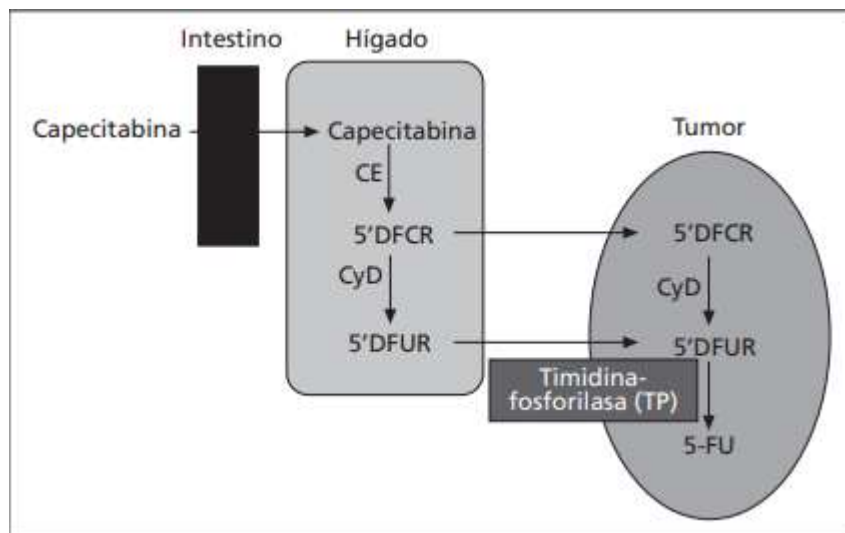 Intestino
Hígado
Capecitabina
Capecitabina
CE
5'DFCR
CyD
5'DFUR
Tumor
5'DFCR
CyD
5'DFUR
Timidina-
fosforilasa (TP)
5-FU